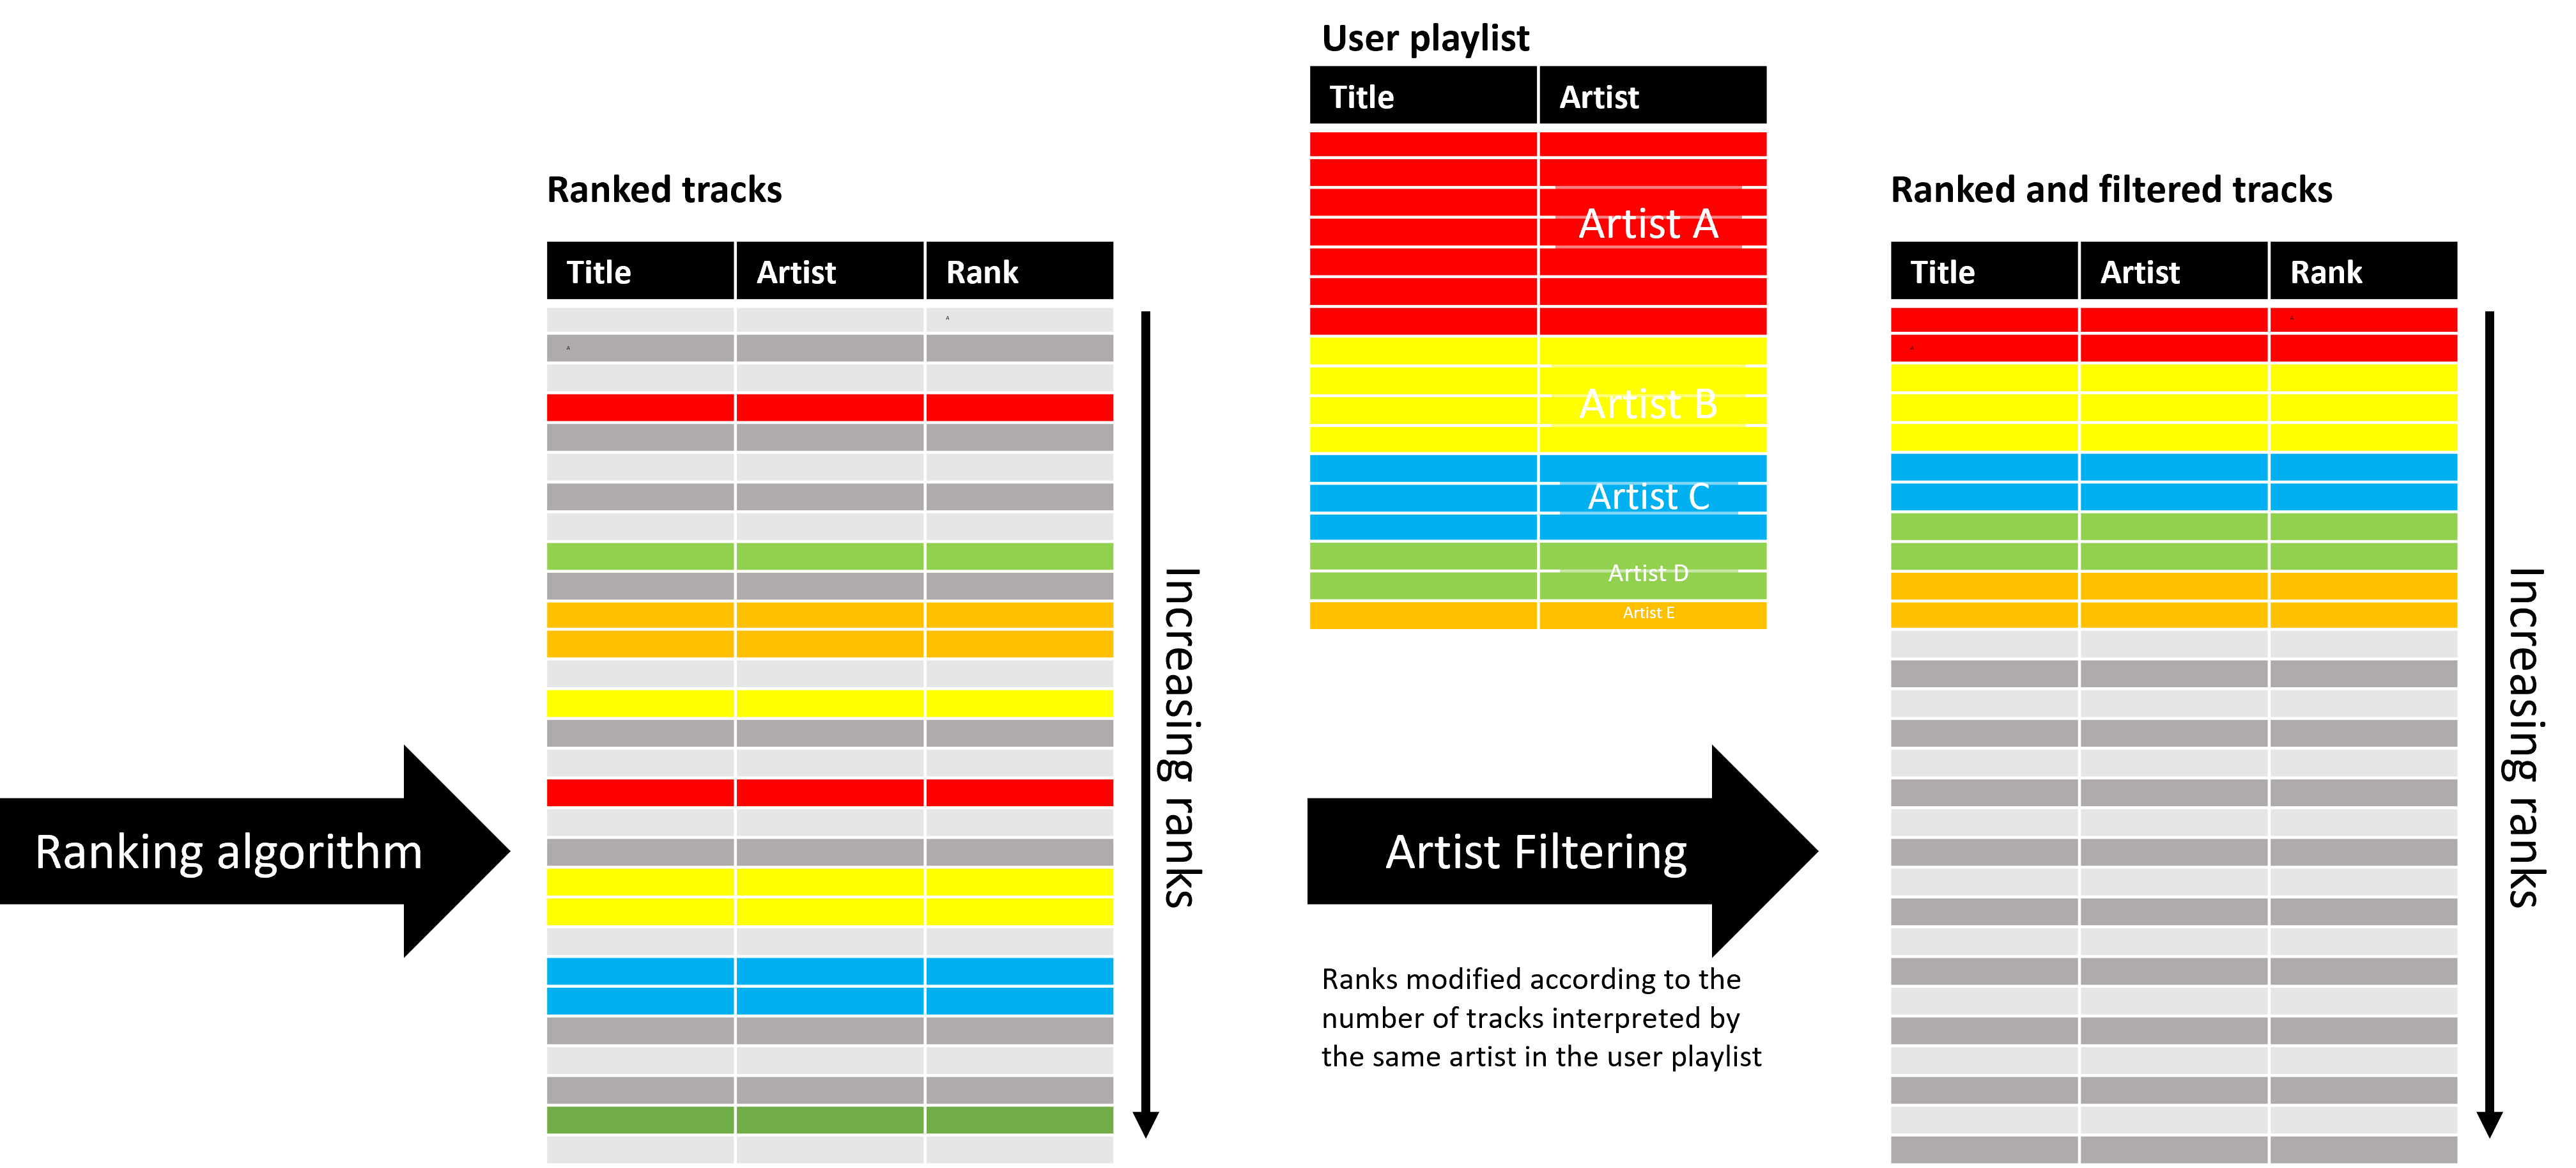 User playlist
Title Artist
Artist A
Artist B
Artist C
Artist D
Artist E
Ranked tracks
Title Artist Rank
A
A
Increasing ranks
Ranking algorithm
Artist Filtering
Ranks modified according to the
number of tracks interpreted by
the same artist in the user playlist
Ranked and filtered tracks
Title Artist Rank
A
A
Increasing ranks